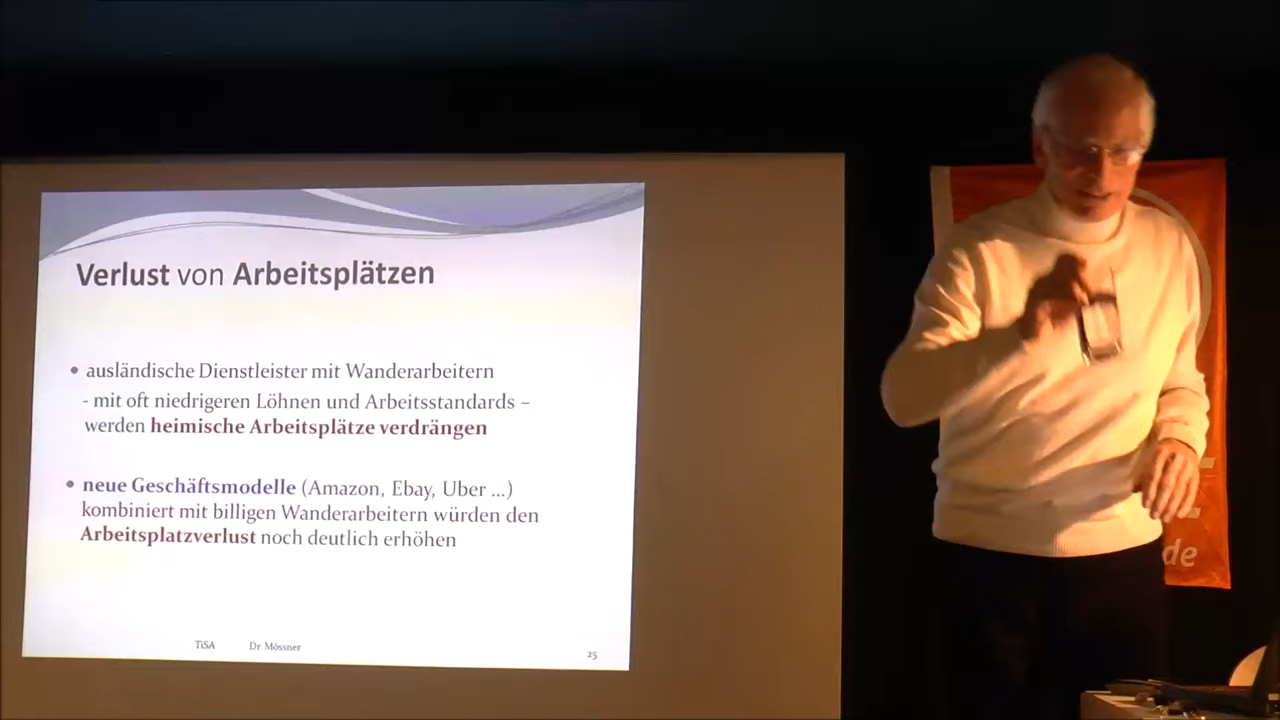 Verlust von Arbeitsplätzen
• ausländische Dienstleister mit Wanderarbeitern
- mit oft niedrigeren Löhnen und Arbeitsstandards –
werden heimische Arbeitsplätze verdrängen
• neue Geschäftsmodelle (Amazon, Ebay, Uber ...)
kombiniert mit billigen Wanderarbeitern würden den
Arbeitsplatzverlust noch deutlich erhöhen
TiSA Dr. Mössner 25
de